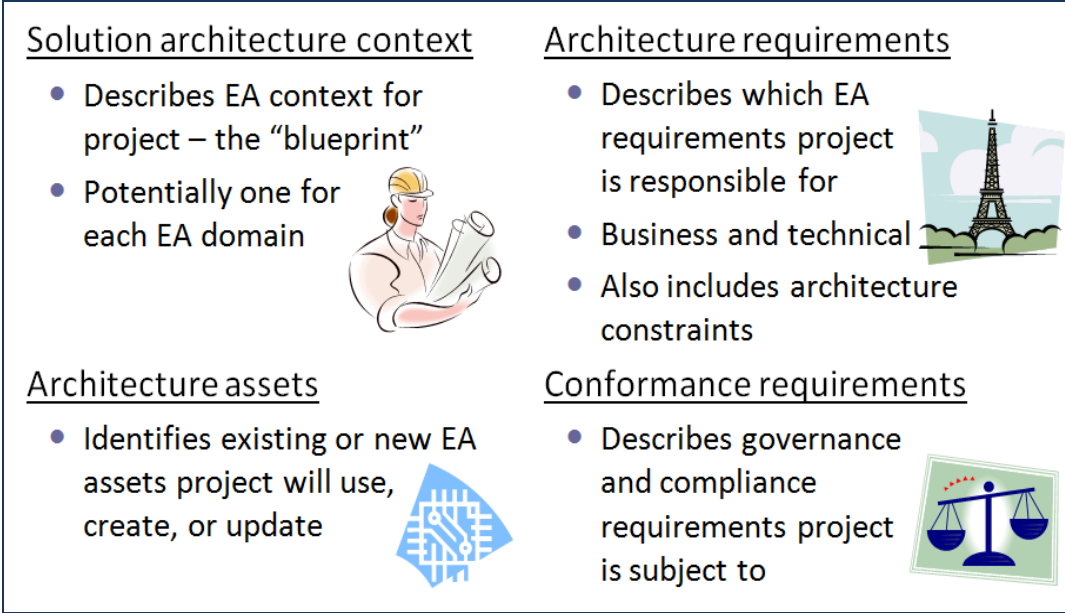 Solution architecture context
• Describes EA context for
project – the “blueprint”
• Potentially one for
each EA domain
Architecture requirements
• Describes which EA
requirements project
is responsible for
• Business and technical
• Also includes architecture
constraints
Architecture assets
• Identifies existing or new EA
assets project will use,
create, or update
Conformance requirements
• Describes governance
and compliance
requirements project
is subject to